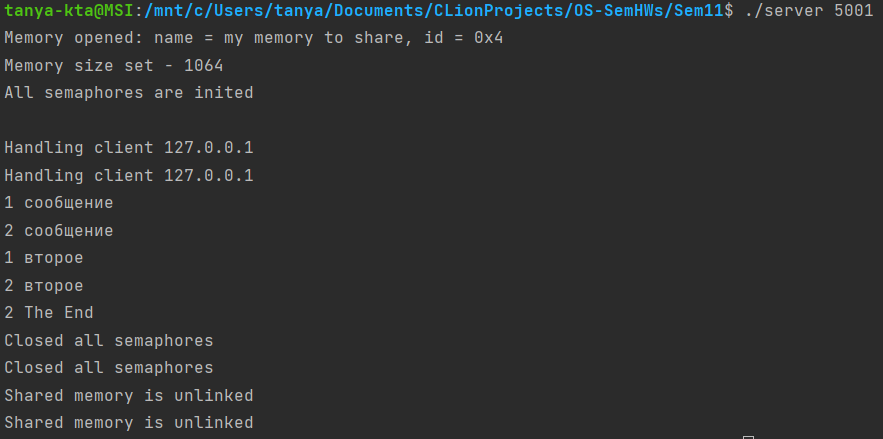 tanya-kta@MSI:/mnt/c/Users/tanya/Documents/CLionProjects/OS-SemHWs/Sem11$ ./server 5001
Memory opened: name = my memory to share, id = 0x4
Memory size set - 1064
All semaphores are inited
Handling client 127.0.0.1
Handling client 127.0.0.1
1 сообщение
2 сообщение
1 второе
2 второе
2 The End
Closed all semaphores
Closed all semaphores
Shared memory is unlinked
Shared memory is unlinked